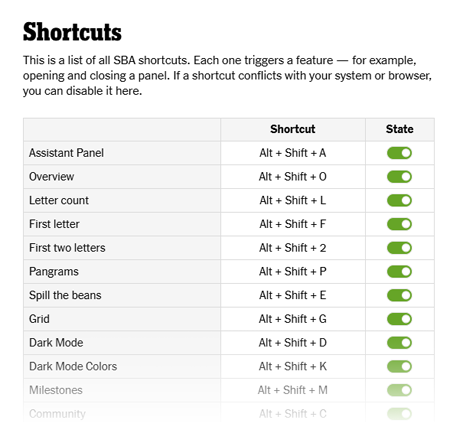 Shortcuts
This is a list of all SBA shortcuts. Each one triggers a feature — for example,
opening and closing a panel. If a shortcut conflicts with your system or browser,
you can disable it here.
Shortcut State
Assistant Panel Alt + Shift + A
Overview Alt + Shift + O
Letter count Alt + Shift + L
First letter Alt + Shift + F
First two letters Alt + Shift + 2
Pangrams Alt + Shift + P
Spill the beans Alt + Shift + E
Grid Alt + Shift + G
Dark Mode Alt + Shift + D
Dark Mode Colors Alt + Shift + K
Milestones Alt + Shift + M
Community Alt + Shift + C